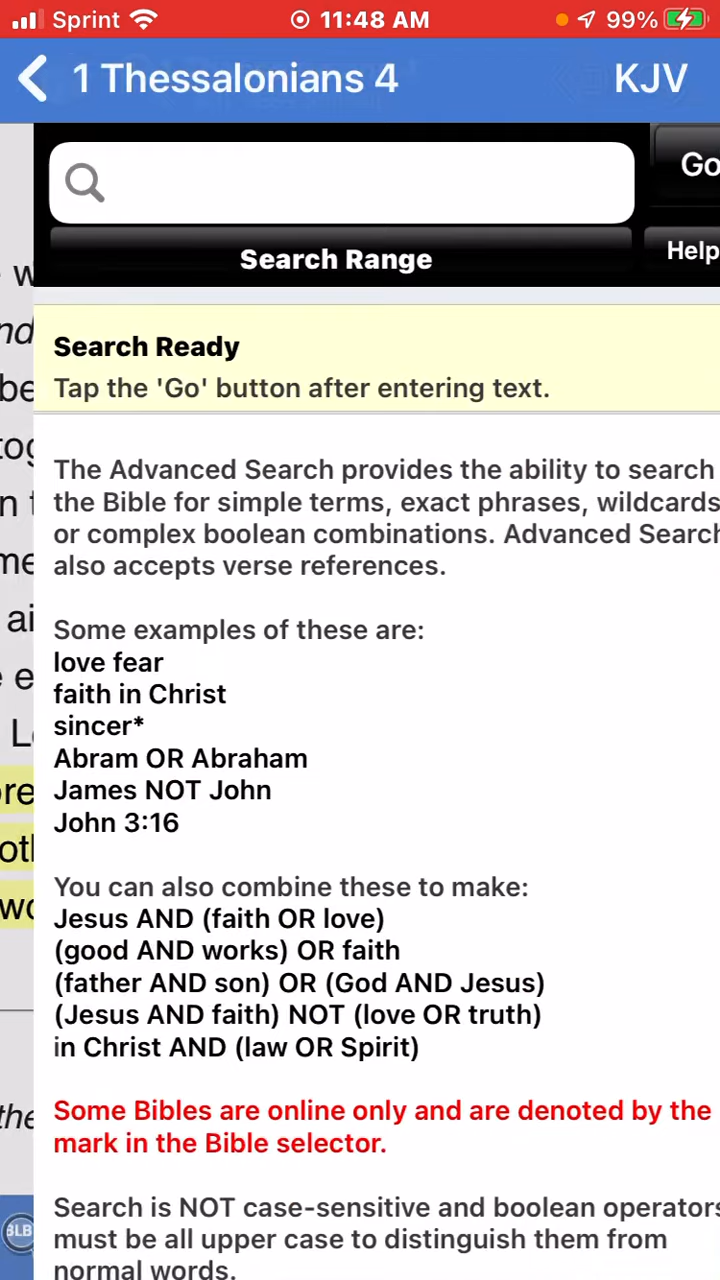 Sprint 11:48 AM 99%
1 Thessalonians 4 KJV
Go
Search Range Help
Search Ready
Tap the 'Go' button after entering text.
The Advanced Search provides the ability to search
the Bible for simple terms, exact phrases, wildcards
or complex boolean combinations. Advanced Search
also accepts verse references.
Some examples of these are:
love fear
faith in Christ
sincer*
Abram OR Abraham
James NOT John
John 3:16
You can also combine these to make:
Jesus AND (faith OR love)
(good AND works) OR faith
(father AND son) OR (God AND Jesus)
(Jesus AND faith) NOT (love OR truth)
in Christ AND (law OR Spirit)
Some Bibles are online only and are denoted by the
mark in the Bible selector.
Search is NOT case-sensitive and boolean operators
must be all upper case to distinguish them from
normal words.
BLB